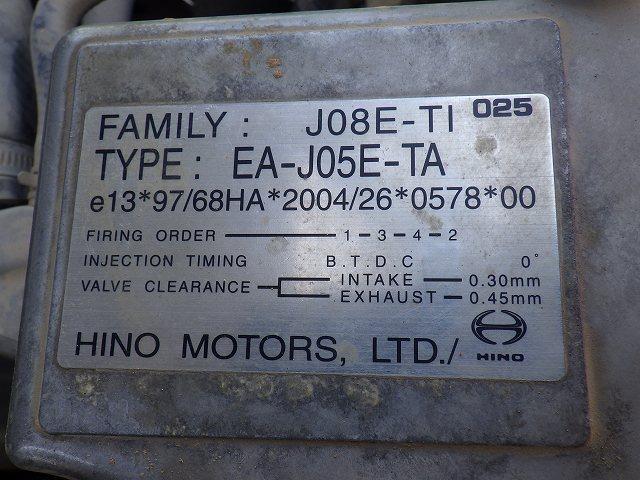 FAMILY : J08E-TI 025
TYPE : EA-J05E-TA
e13*97/68HA*2004/26*0578*00
FIRING ORDER 1-3-4-2
INJECTION TIMING B.T.D.C 0°
VALVE CLEARANCE INTAKE 0.30mm
EXHAUST 0.45mm
HINO MOTORS, LTD./
HINO